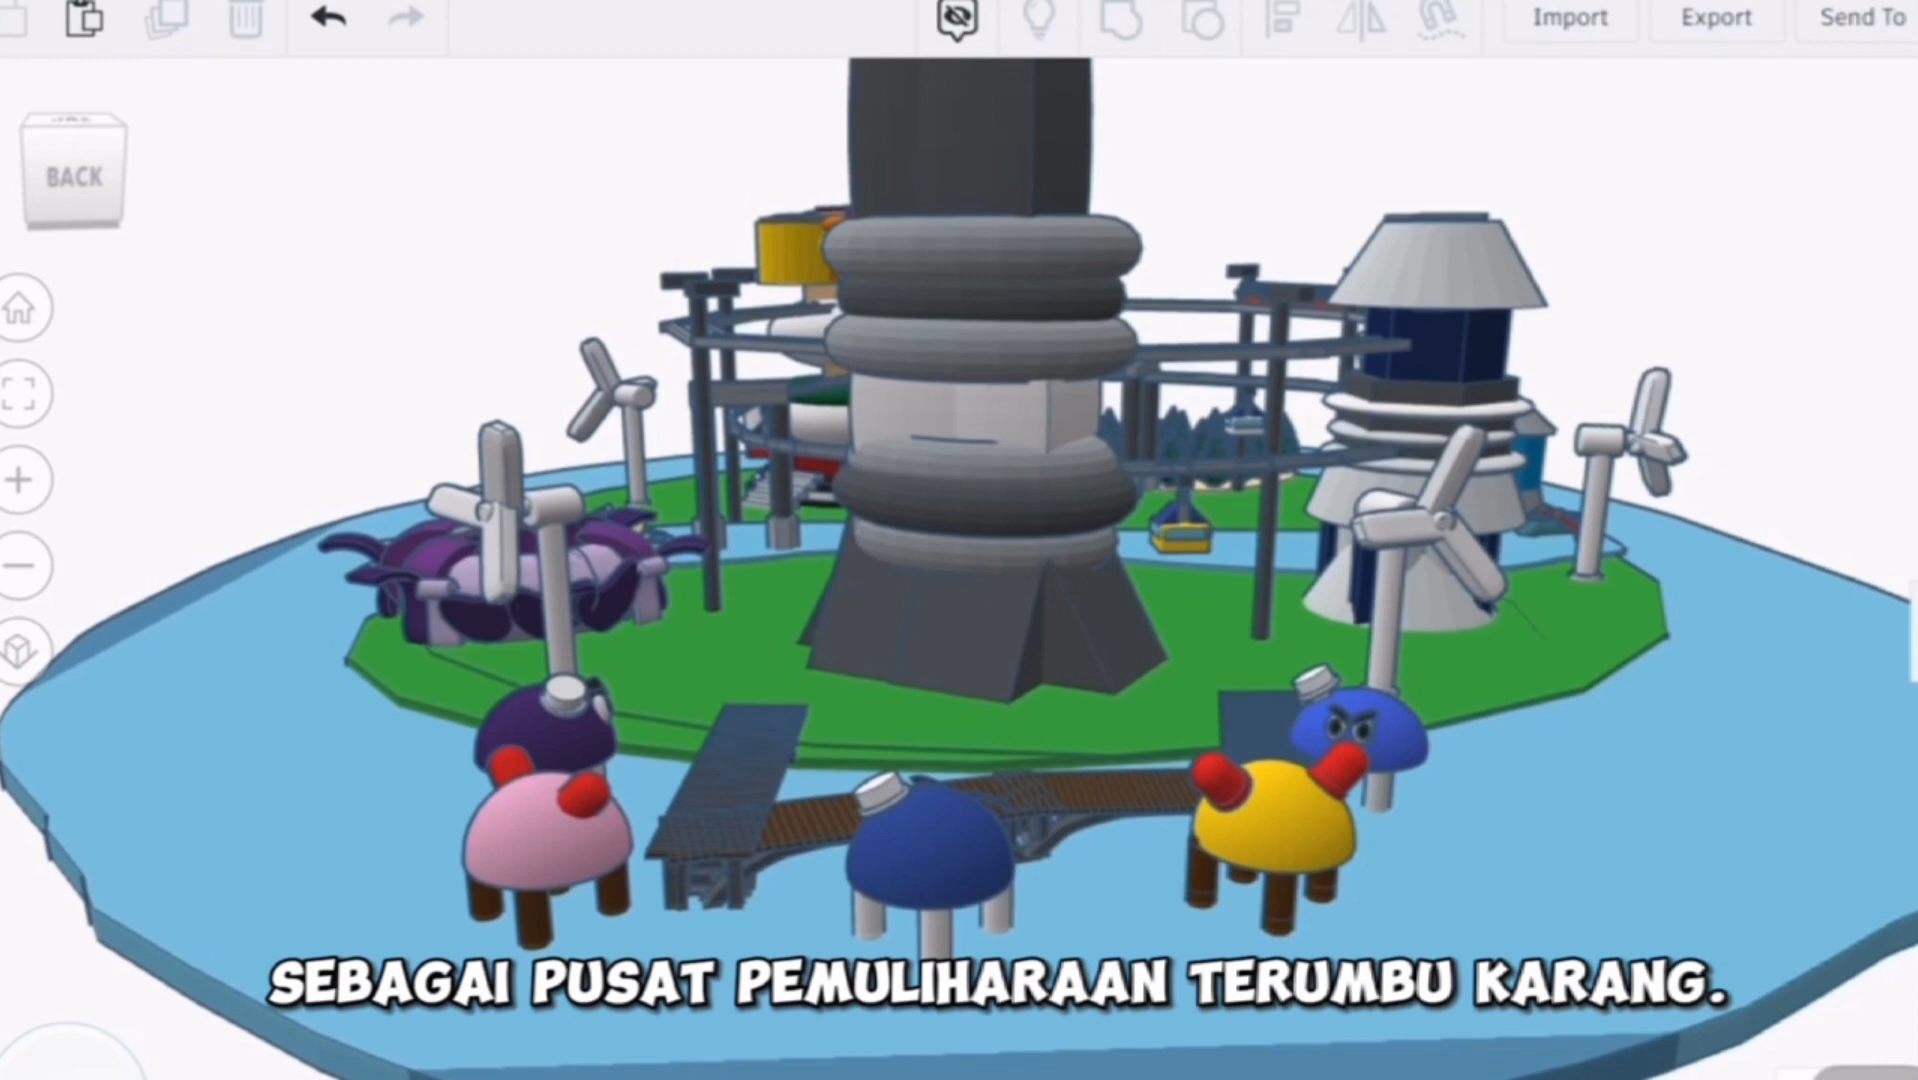 Import
Export
Send To
BACK
SEBAGAI PUSAT PEMULIHARAAN TERUMBU KARANG.